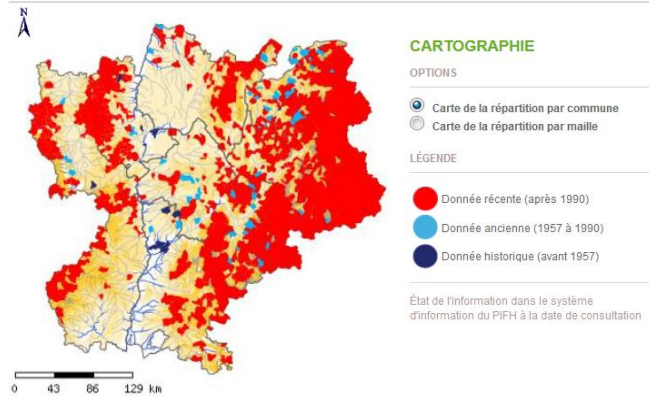 N
CARTOGRAPHIE
OPTIONS
Carte de la répartition par commune
Carte de la répartition par maille
LÉGENDE
Donnée récente (après 1990)
Donnée ancienne (1957 à 1990)
Donnée historique (avant 1957)
État de l'information dans le système
d'information du PIFH à la date de consultation
0 43 86 129 km